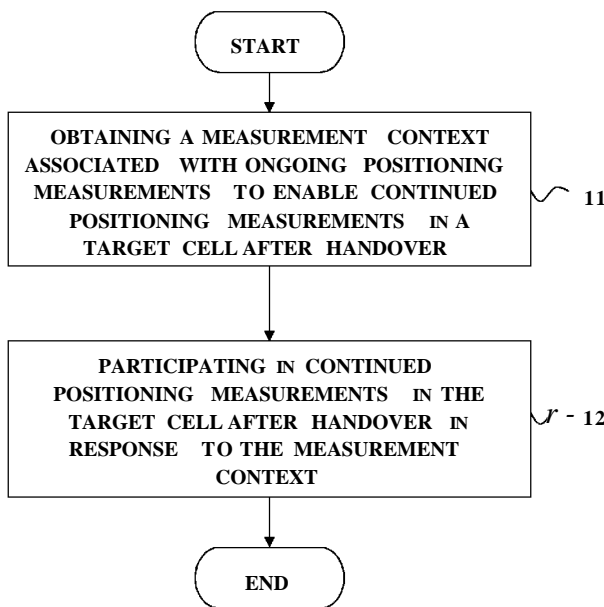 START
OBTAINING A MEASUREMENT CONTEXT
ASSOCIATED WITH ONGOING POSITIONING
MEASUREMENTS TO ENABLE CONTINUED
POSITIONING MEASUREMENTS IN A
TARGET CELL AFTER HANDOVER
11
PARTICIPATING IN CONTINUED
POSITIONING MEASUREMENTS IN THE
TARGET CELL AFTER HANDOVER IN
RESPONSE TO THE MEASUREMENT
CONTEXT
r - 12
END